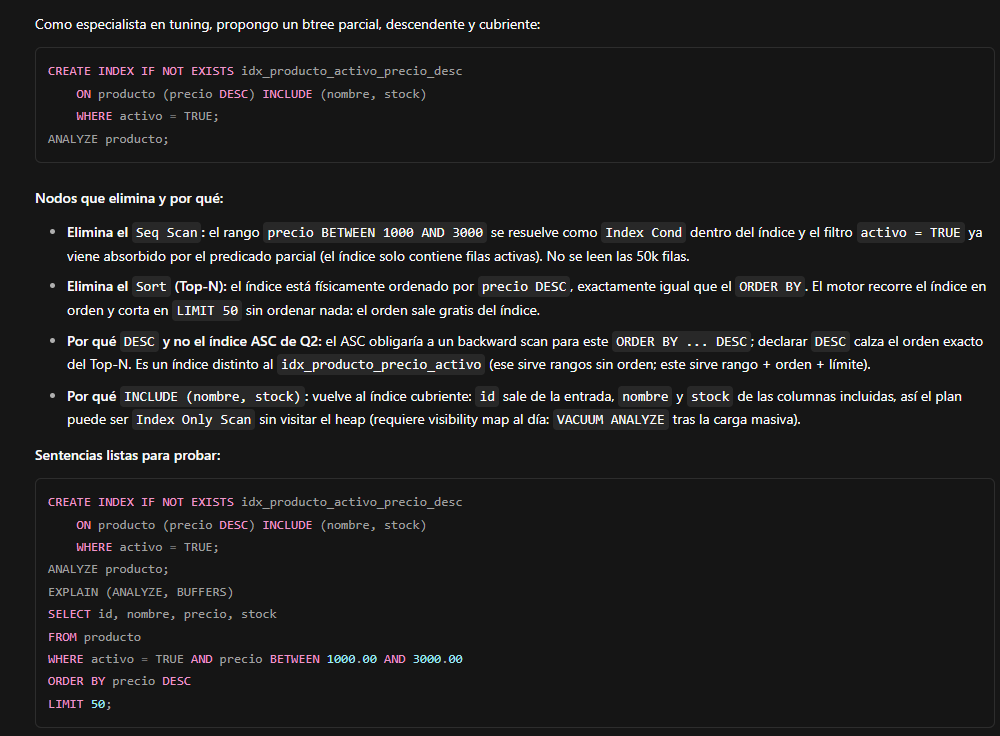 Como especialista en tuning, propongo un btree parcial, descendente y cubriente:
CREATE INDEX IF NOT EXISTS idx_producto_activo_precio_desc
    ON producto (precio DESC) INCLUDE (nombre, stock)
    WHERE activo = TRUE;
ANALYZE producto;
Nodos que elimina y por qué:
• Elimina el Seq Scan: el rango precio BETWEEN 1000 AND 3000 se resuelve como Index Cond dentro del índice y el filtro activo = TRUE ya
viene absorbido por el predicado parcial (el índice solo contiene filas activas). No se leen las 50k filas.
• Elimina el Sort (Top-N): el índice está físicamente ordenado por precio DESC, exactamente igual que el ORDER BY. El motor recorre el índice en
orden y corta en LIMIT 50 sin ordenar nada: el orden sale gratis del índice.
• Por qué DESC y no el índice ASC de Q2: el ASC obligaría a un backward scan para este ORDER BY ... DESC; declarar DESC calza el orden exacto
del Top-N. Es un índice distinto al idx_producto_precio_activo (ese sirve rangos sin orden; este sirve rango + orden + límite).
• Por qué INCLUDE (nombre, stock): vuelve al índice cubriente: id sale de la entrada, nombre y stock de las columnas incluidas, así el plan
puede ser Index Only Scan sin visitar el heap (requiere visibility map al día: VACUUM ANALYZE tras la carga masiva).
Sentencias listas para probar:
CREATE INDEX IF NOT EXISTS idx_producto_activo_precio_desc
    ON producto (precio DESC) INCLUDE (nombre, stock)
    WHERE activo = TRUE;
ANALYZE producto;
EXPLAIN (ANALYZE, BUFFERS)
SELECT id, nombre, precio, stock
FROM producto
WHERE activo = TRUE AND precio BETWEEN 1000.00 AND 3000.00
ORDER BY precio DESC
LIMIT 50;